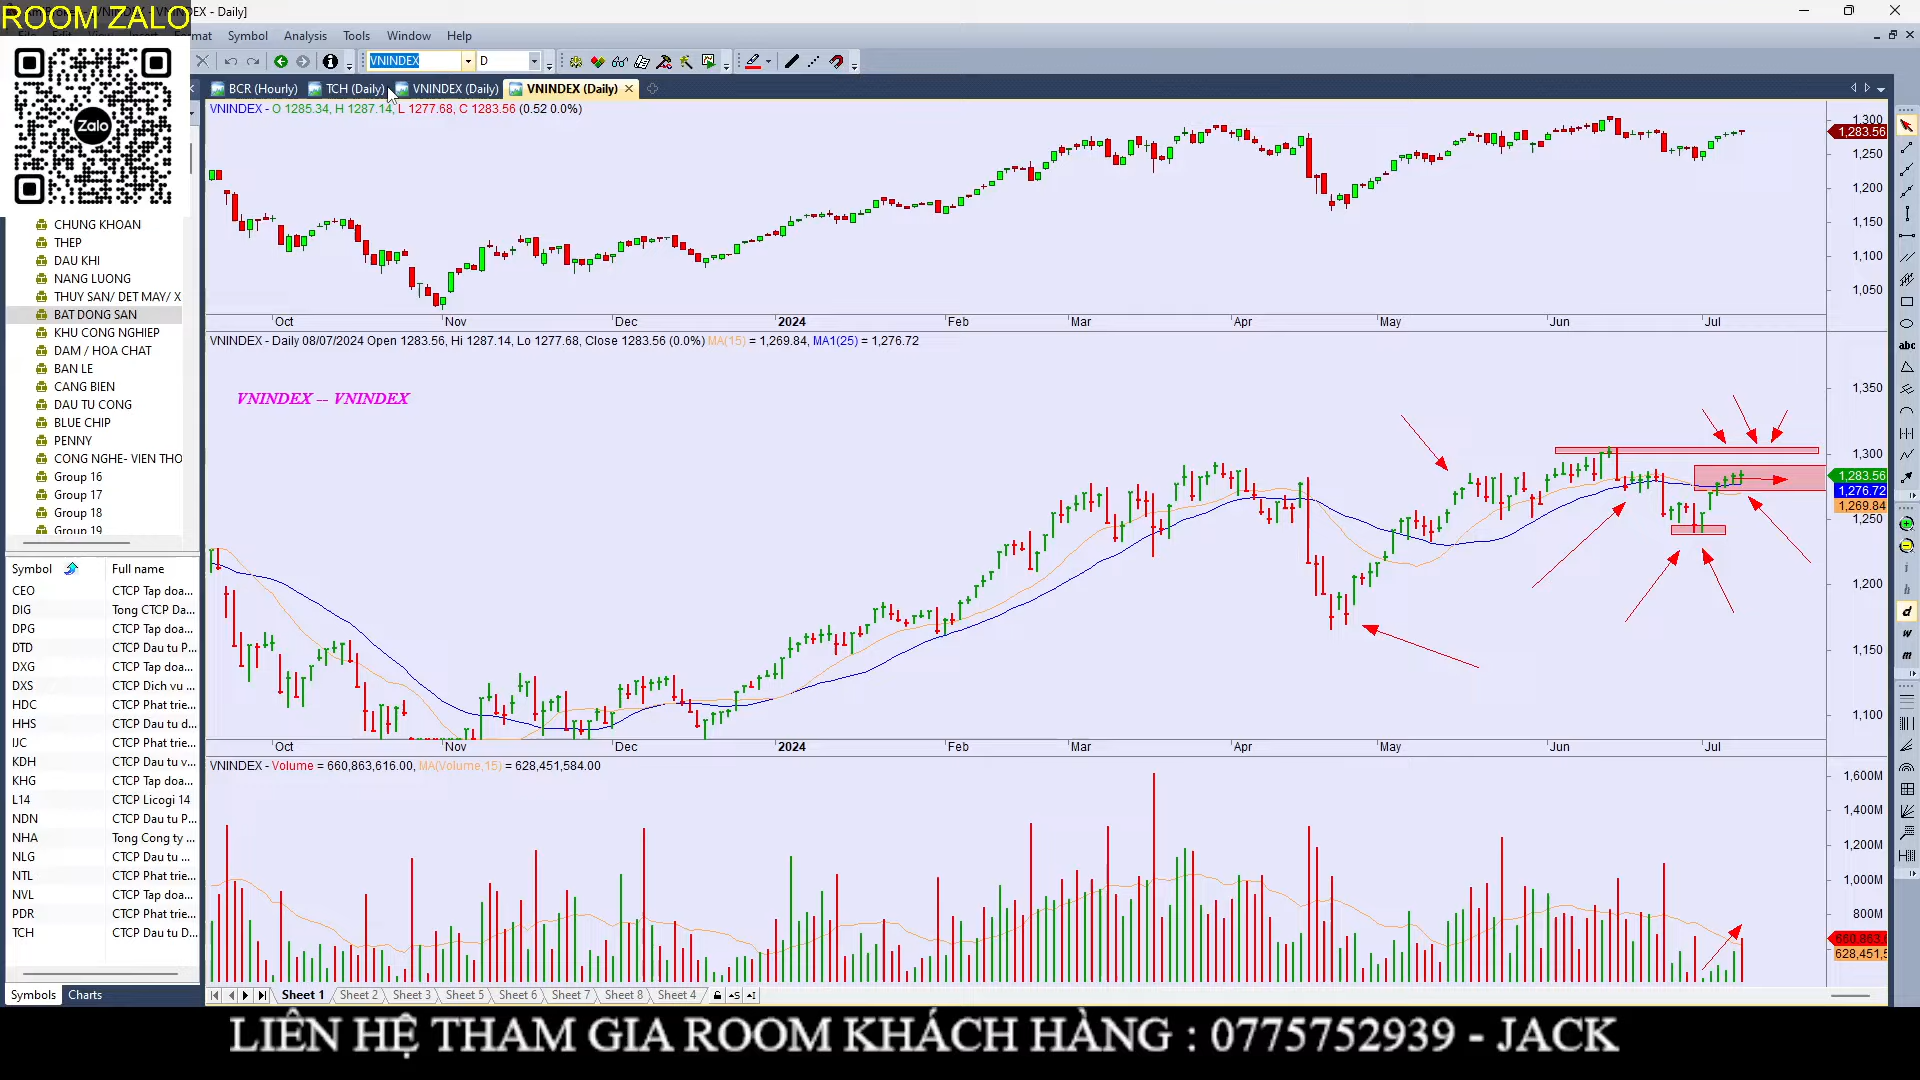 ROOM ZALO
- Daily]
Symbol Analysis Tools Window Help
VNINDEX D
Zalo
BCR (Hourly) TCH (Daily) VNINDEX (Daily) VNINDEX (Daily)
VNINDEX - O 1285.34, H 1287.14, L 1277.68, C 1283.56 (0.52 0.0%)
1,300
1,283.56
1,250
1,200
1,150
1,100
1,050
Oct Nov Dec 2024 Feb Mar Apr May Jun Jul
VNINDEX - Daily 08/07/2024 Open 1283.56, Hi 1287.14, Lo 1277.68, Close 1283.56 (0.0%) MA(15) = 1,269.84, MA1(25) = 1,276.72
VNINDEX -- VNINDEX
1,350
1,300
1,283.56
1,276.72
1,269.84
1,250
1,200
1,150
1,100
Oct Nov Dec 2024 Feb Mar Apr May Jun Jul
VNINDEX - Volume = 660,863,616.00, MA(Volume,15) = 628,451,584.00
1,600M
1,400M
1,200M
1,000M
800M
660,863,6
628,451,5
CHUNG KHOAN
THEP
DAU KHI
NANG LUONG
THUY SAN/ DET MAY/ X
BAT DONG SAN
KHU CONG NGHIEP
DAM / HOA CHAT
BAN LE
CANG BIEN
DAU TU CONG
BLUE CHIP
PENNY
CONG NGHE- VIEN THO
Group 16
Group 17
Group 18
Group 19
Symbol Full name
CEO CTCP Tap doa...
DIG Tong CTCP Da...
DPG CTCP Tap doa...
DTD CTCP Dau tu P...
DXG CTCP Tap doa...
DXS CTCP Dich vu ...
HDC CTCP Phat trie...
HHS CTCP Dau tu d...
IJC CTCP Phat trie...
KDH CTCP Dau tu v...
KHG CTCP Tap doa...
L14 CTCP Licogi 14
NDN CTCP Dau tu P...
NHA Tong Cong ty ...
NLG CTCP Dau tu ...
NTL CTCP Phat trie...
NVL CTCP Tap doa...
PDR CTCP Phat trie...
TCH CTCP Dau tu D...
Symbols Charts
Sheet 1 Sheet 2 Sheet 3 Sheet 5 Sheet 6 Sheet 7 Sheet 8 Sheet 4
abc
i
h
d
w
m
LIÊN HỆ THAM GIA ROOM KHÁCH HÀNG : 0775752939 - JACK